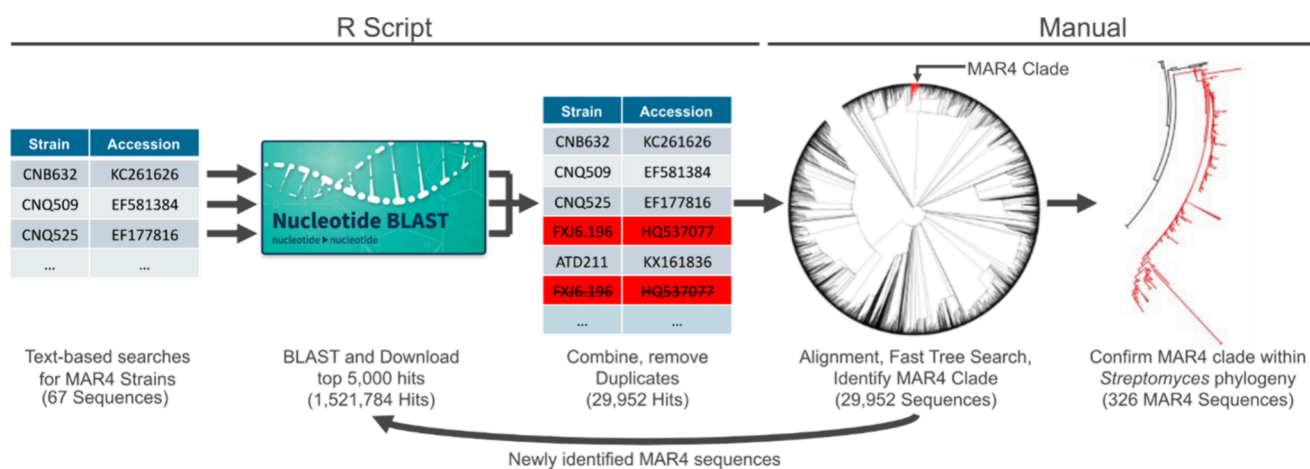 R Script
Manual
Strain Accession
CNB632 KC261626
CNQ509 EF581384
CNQ525 EF177816
... ...
Nucleotide BLAST
nucleotide ▶ nucleotide
Strain Accession
CNB632 KC261626
CNQ509 EF581384
CNQ525 EF177816
FXJ6.196 HQ537077
ATD211 KX161836
FXJ6.196 HQ537077
... ...
MAR4 Clade
Text-based searches
for MAR4 Strains
(67 Sequences)
BLAST and Download
top 5,000 hits
(1,521,784 Hits)
Combine, remove
Duplicates
(29,952 Hits)
Alignment, Fast Tree Search,
Identify MAR4 Clade
(29,952 Sequences)
Confirm MAR4 clade within
Streptomyces phylogeny
(326 MAR4 Sequences)
Newly identified MAR4 sequences